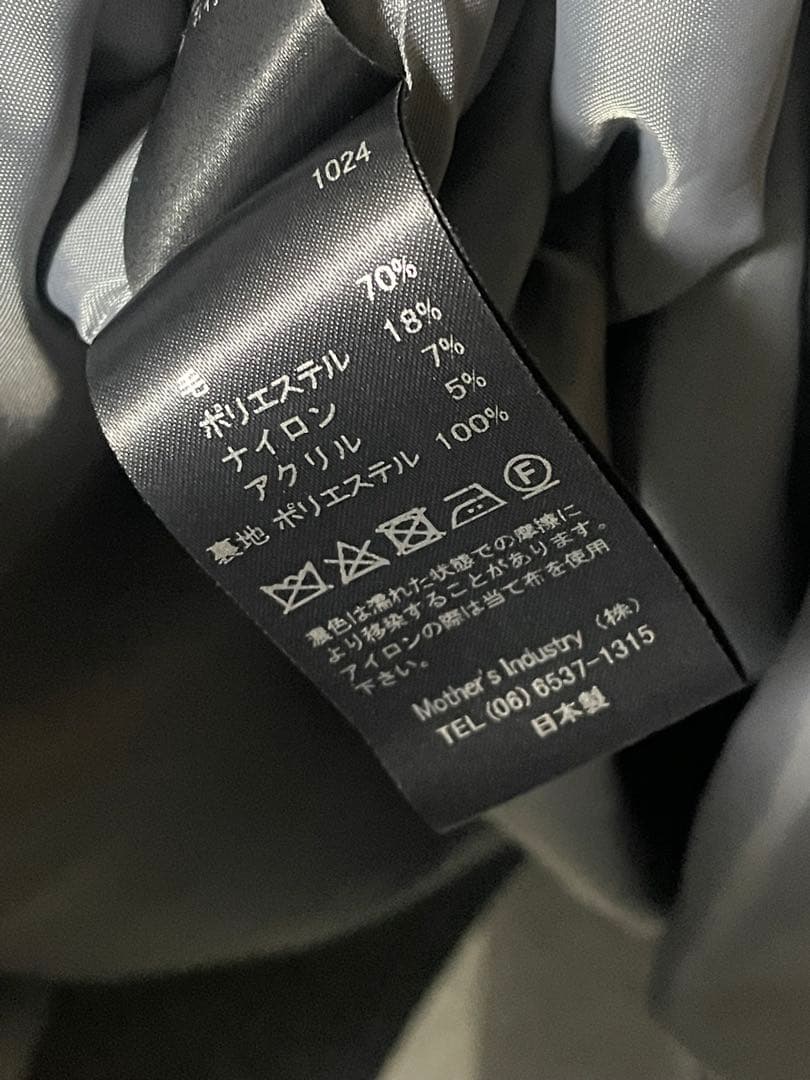 1024
毛 70%
ポリエステル 18%
ナイロン 7%
アクリル 5%
裏地 ポリエステル 100%
F
濃色は濡れた状態での摩擦に
より移染することがあります。
アイロンの際は当て布を使用
下さい。
Mother's Industry (株)
TEL (06) 6537-1315
日本製